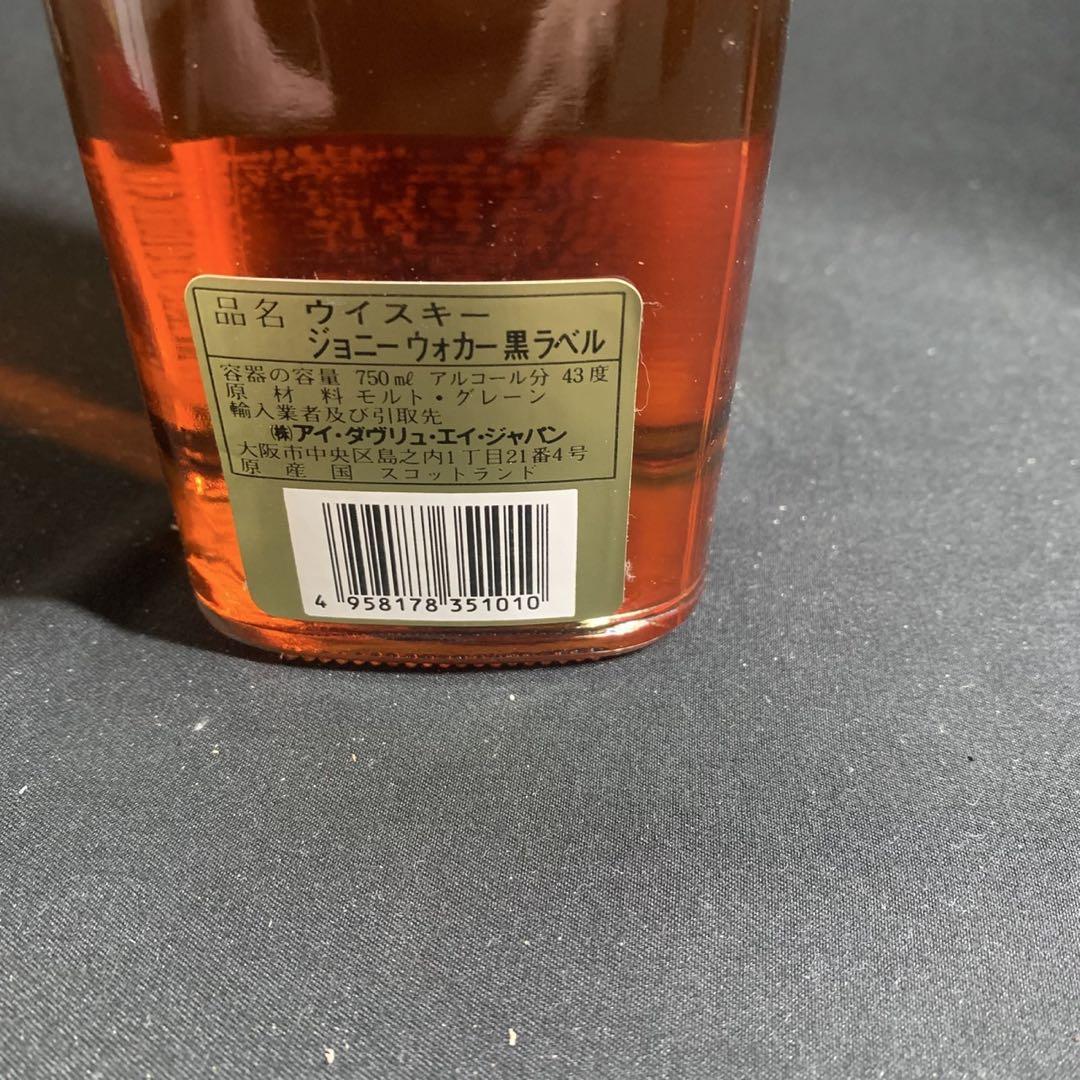 品名 ウイスキー
ジョニーウォカー黒ラベル
容器の容量 750㎖ アルコール分 43度
原材料 モルト・グレーン
輸入業者及び引取先
㈱アイ・ダヴリュ・エイ・ジャパン
大阪市中央区島之内1丁目21番4号
原産国 スコットランド
4 958178 351010